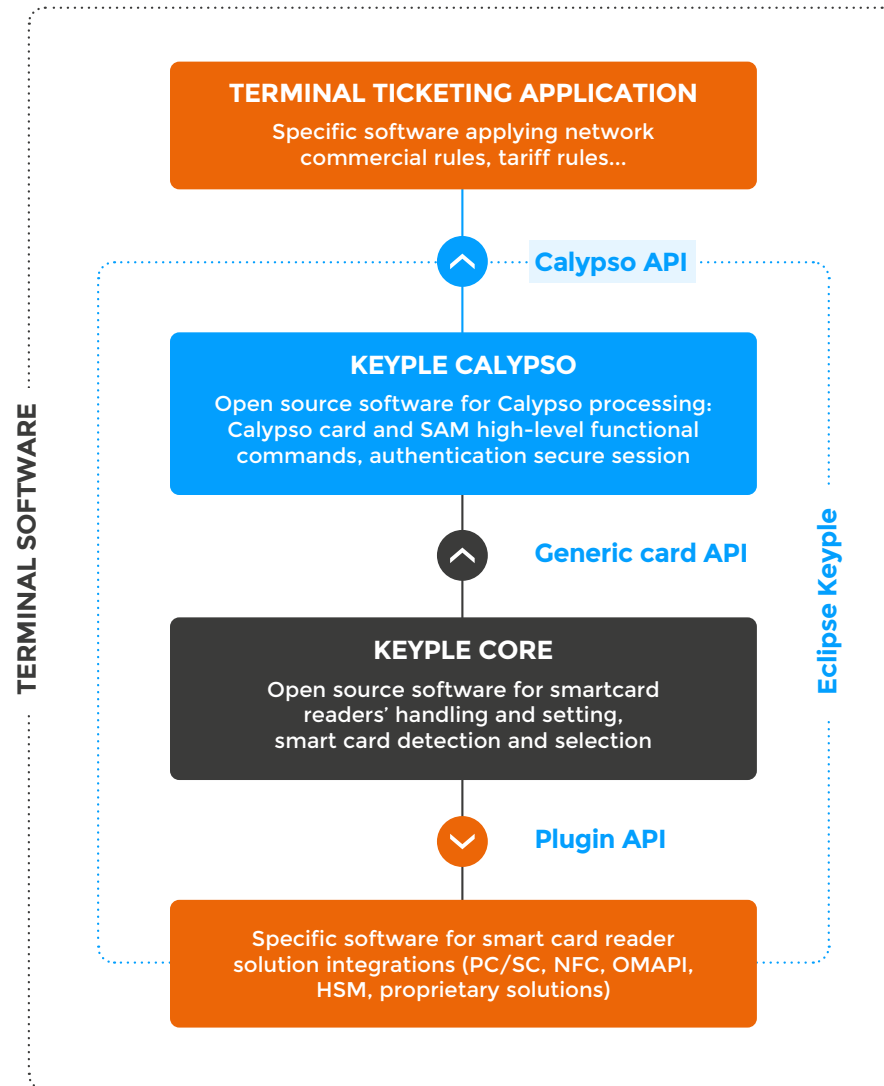 TERMINAL TICKETING APPLICATION
Specific software applying network
commercial rules, tariff rules...
Calypso API
KEYPLE CALYPSO
Open source software for Calypso processing:
Calypso card and SAM high-level functional
commands, authentication secure session
Generic card API
KEYPLE CORE
Open source software for smartcard
readers’ handling and setting,
smart card detection and selection
Plugin API
Specific software for smart card reader
solution integrations (PC/SC, NFC, OMAPI,
HSM, proprietary solutions)
TERMINAL SOFTWARE
Eclipse Keyple